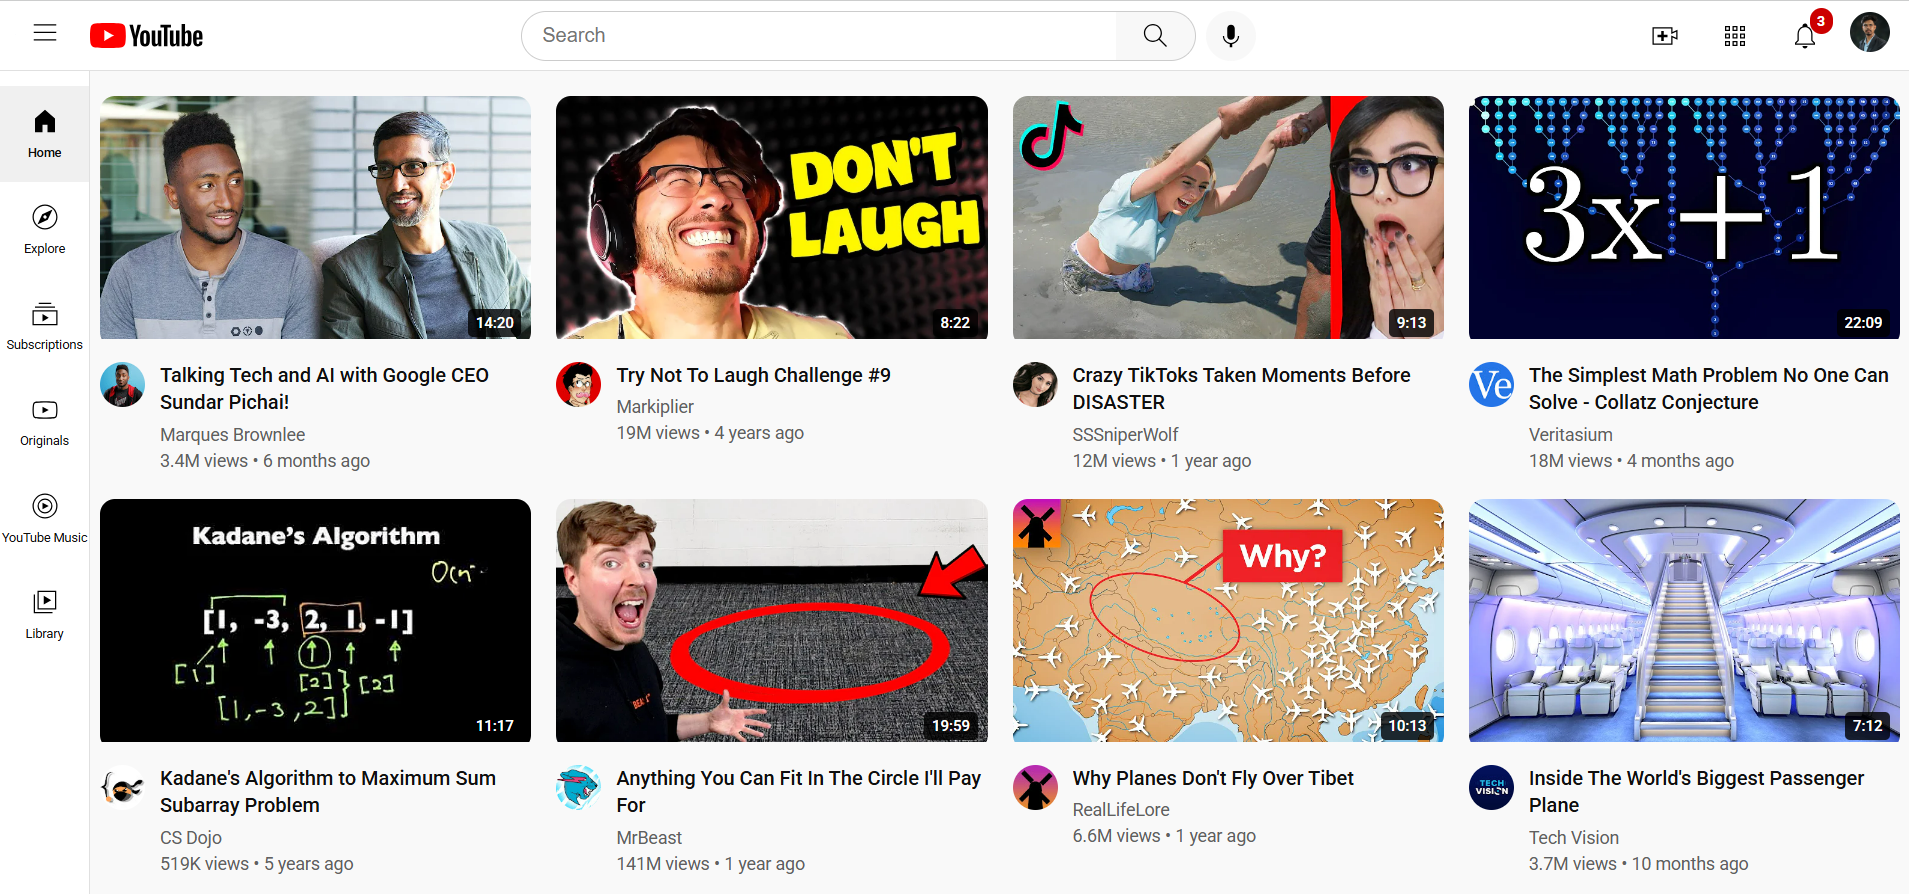 YouTube
Search
3
Home
Explore
Subscriptions
Originals
YouTube Music
Library
14:20
Talking Tech and AI with Google CEO
Sundar Pichai!
Marques Brownlee
3.4M views • 6 months ago
DON'T
LAUGH
8:22
Try Not To Laugh Challenge #9
Markiplier
19M views • 4 years ago
9:13
Crazy TikToks Taken Moments Before
DISASTER
SSSniperWolf
12M views • 1 year ago
3x+1
22:09
Ve
The Simplest Math Problem No One Can
Solve - Collatz Conjecture
Veritasium
18M views • 4 months ago
Kadane's Algorithm
[1, -3, 2, 1, -1]
[1]
[2]
[2]
[1,-3,2]
11:17
Kadane's Algorithm to Maximum Sum
Subarray Problem
CS Dojo
519K views • 5 years ago
19:59
Anything You Can Fit In The Circle I'll Pay
For
MrBeast
141M views • 1 year ago
Why?
10:13
Why Planes Don't Fly Over Tibet
RealLifeLore
6.6M views • 1 year ago
7:12
TECH
VISION
Inside The World's Biggest Passenger
Plane
Tech Vision
3.7M views • 10 months ago